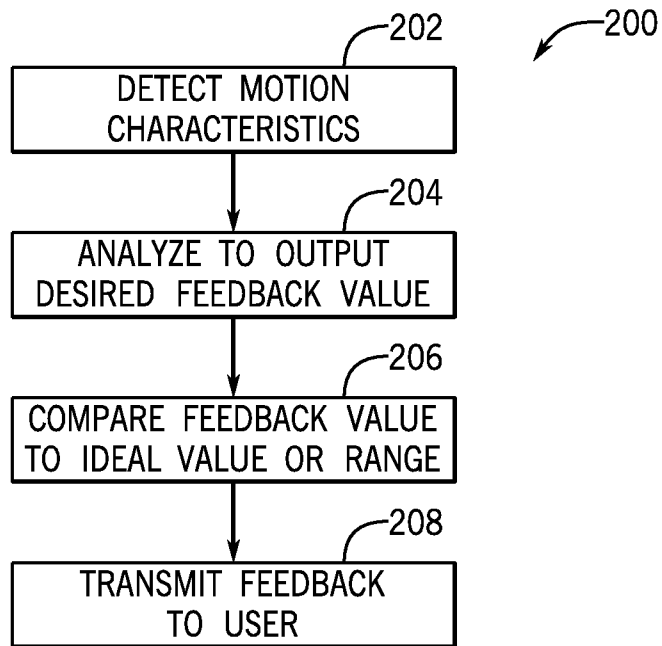 200
202
DETECT MOTION
CHARACTERISTICS
204
ANALYZE TO OUTPUT
DESIRED FEEDBACK VALUE
206
COMPARE FEEDBACK VALUE
TO IDEAL VALUE OR RANGE
208
TRANSMIT FEEDBACK
TO USER